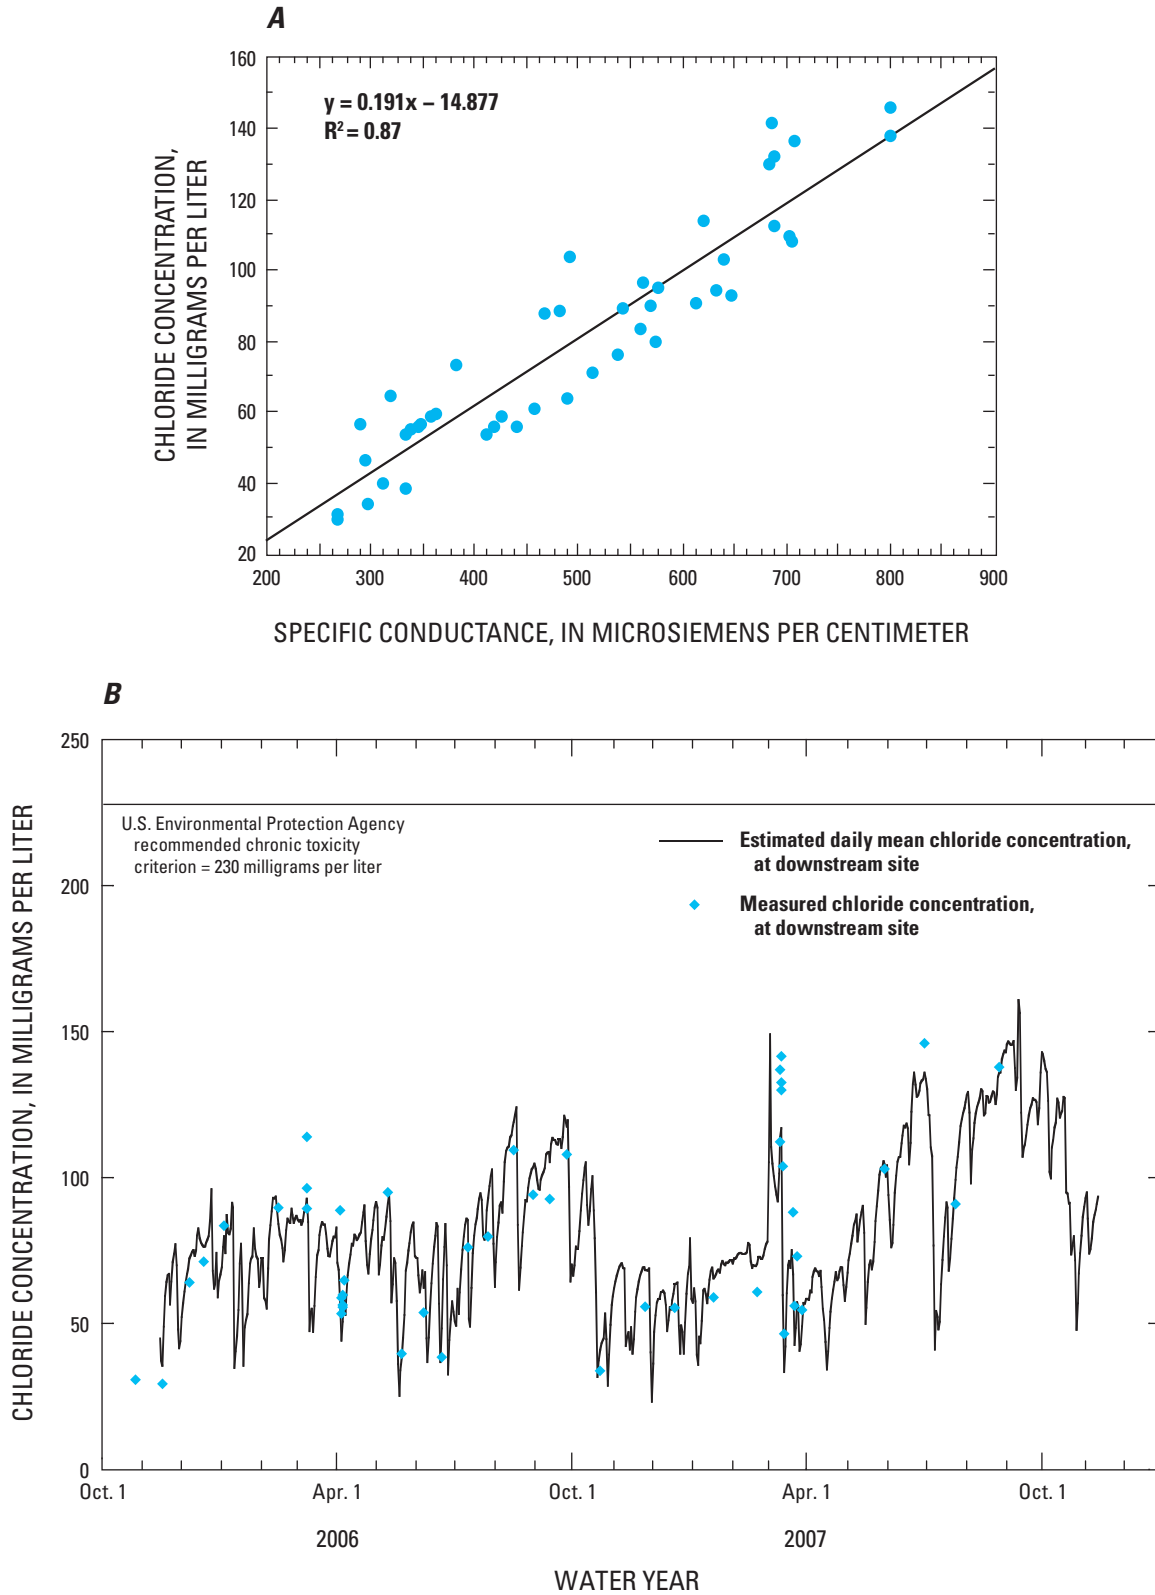 A
160
140
120
100
80
60
40
20
CHLORIDE CONCENTRATION,
IN MILLIGRAMS PER LITER
y = 0.191x – 14.877
R2 = 0.87
200 300 400 500 600 700 800 900
SPECIFIC CONDUCTANCE, IN MICROSIEMENS PER CENTIMETER
B
250
200
150
100
50
0
CHLORIDE CONCENTRATION, IN MILLIGRAMS PER LITER
U.S. Environmental Protection Agency
recommended chronic toxicity
criterion = 230 milligrams per liter
Estimated daily mean chloride concentration,
at downstream site
Measured chloride concentration,
at downstream site
Oct. 1 Apr. 1 Oct. 1 Apr. 1 Oct. 1
2006 2007
WATER YEAR